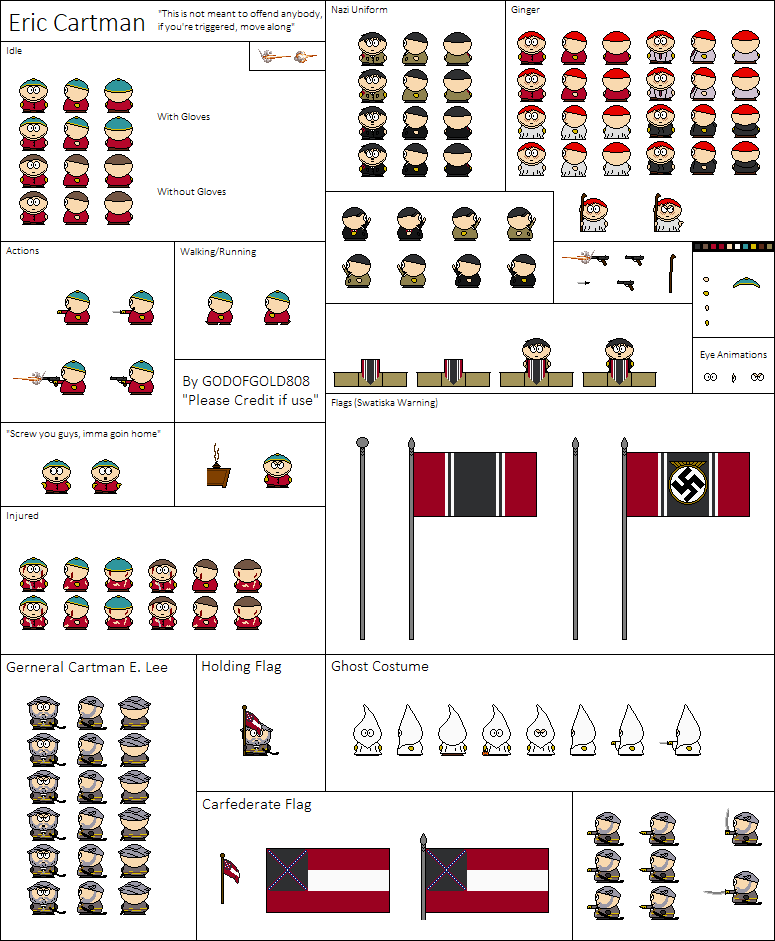 Eric Cartman
"This is not meant to offend anybody,
if you're triggered, move along"
Nazi Uniform
Ginger
Idle
With Gloves
Without Gloves
Actions
Walking/Running
Eye Animations
By GODOFGOLD808
"Please Credit if use"
Flags (Swatiska Warning)
"Screw you guys, imma goin home"
Injured
Gerneral Cartman E. Lee
Holding Flag
Ghost Costume
Carfederate Flag